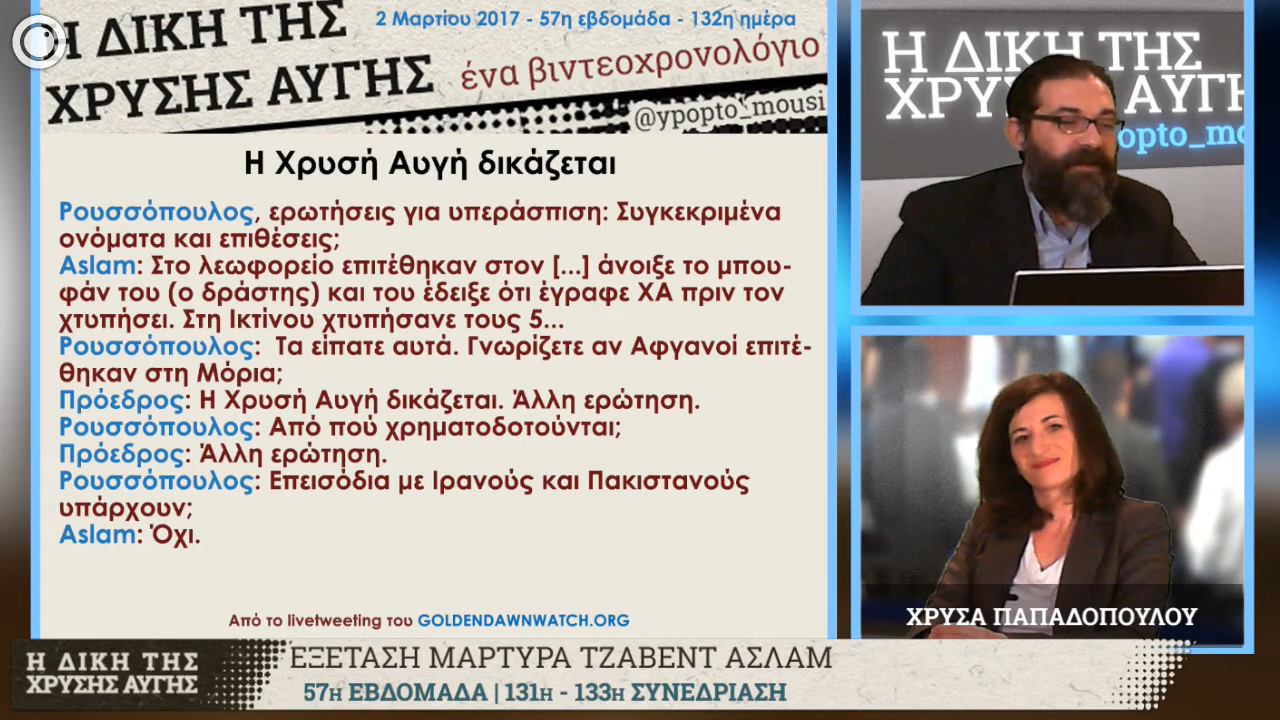 Η ΔΙΚΗ ΤΗΣ
ΧΡΥΣΗΣ ΑΥΓΗΣ
2 Μαρτίου 2017 - 57η εβδομάδα - 132η ημέρα
ένα βιντεοχρονολόγιο
@ypopto_mousi
Η Χρυσή Αυγή δικάζεται
Ρουσσόπουλος, ερωτήσεις για υπεράσπιση: Συγκεκριμένα
ονόματα και επιθέσεις;
Aslam: Στο λεωφορείο επιτέθηκαν στον [...] άνοιξε το μπου-
φάν του (ο δράστης) και του έδειξε ότι έγραφε ΧΑ πριν τον
χτυπήσει. Στη Ικτίνου χτυπήσανε τους 5...
Ρουσσόπουλος: Τα είπατε αυτά. Γνωρίζετε αν Αφγανοί επιτέ-
θηκαν στη Μόρια;
Πρόεδρος: Η Χρυσή Αυγή δικάζεται. Άλλη ερώτηση.
Ρουσσόπουλος: Από πού χρηματοδοτούνται;
Πρόεδρος: Άλλη ερώτηση.
Ρουσσόπουλος: Επεισόδια με Ιρανούς και Πακιστανούς
υπάρχουν;
Aslam: Όχι.
Από το livetweeting του GOLDENDAWNWATCH.ORG
Η ΔΙΚΗ ΤΗΣ
ΧΡΥ ΑΥΓΗ
opto_mo
ΧΡΥΣΑ ΠΑΠΑΔΟΠΟΥΛΟΥ
Η ΔΙΚΗ ΤΗΣ
ΧΡΥΣΗΣ ΑΥΓΗΣ
ΕΞΕΤΑΣΗ ΜΑΡΤΥΡΑ ΤΖΑΒΕΝΤ ΑΣΛΑΜ
57η ΕΒΔΟΜΑΔΑ | 131η - 133η ΣΥΝΕΔΡΙΑΣΗ